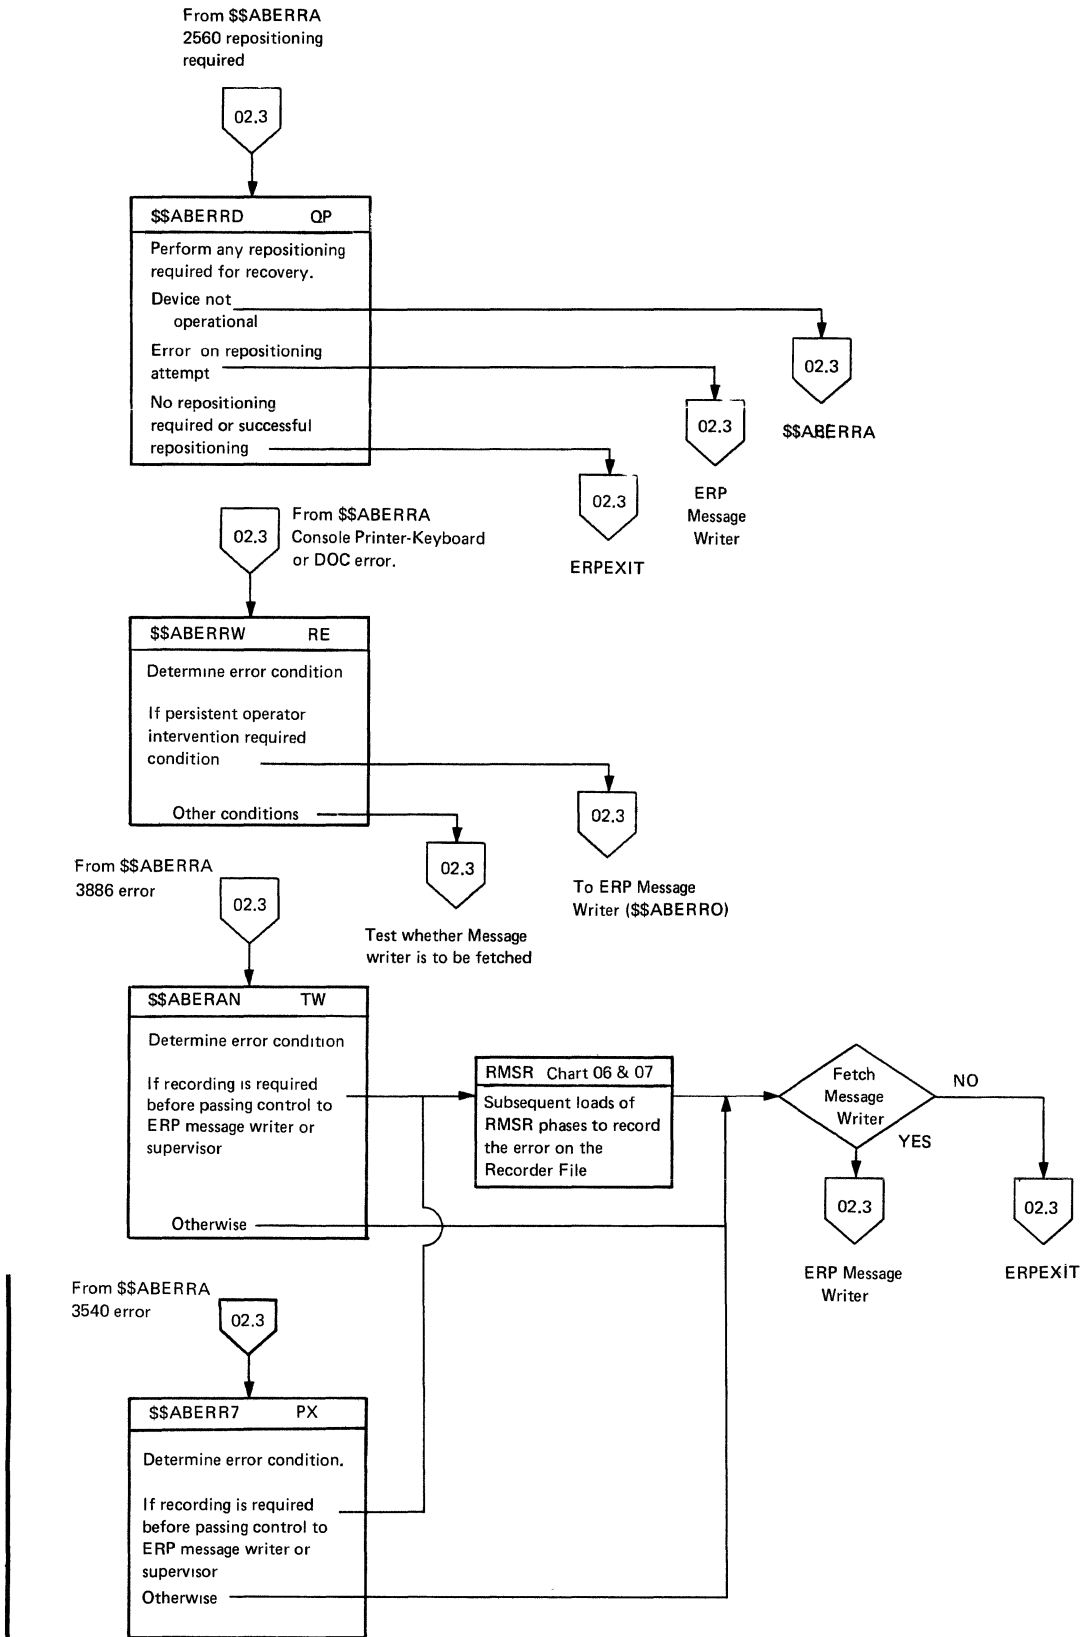 From $$ABERRA
2560 repositioning
required
02.3
$$ABERRD QP
Perform any repositioning
required for recovery.
Device not
operational
Error on repositioning
attempt
No repositioning
required or successful
repositioning
02.3
$$ABERRA
02.3
ERP
Message
Writer
02.3
ERPEXIT
02.3
From $$ABERRA
Console Printer-Keyboard
or DOC error.
$$ABERRW RE
Determine error condition
If persistent operator
intervention required
condition
Other conditions
02.3
To ERP Message
Writer ($$ABERRO)
02.3
Test whether Message
writer is to be fetched
From $$ABERRA
3886 error
02.3
$$ABERAN TW
Determine error condition
If recording is required
before passing control to
ERP message writer or
supervisor
Otherwise
RMSR Chart 06 & 07
Subsequent loads of
RMSR phases to record
the error on the
Recorder File
Fetch
Message
Writer
NO
YES
02.3
ERP Message
Writer
02.3
ERPEXIT
From $$ABERRA
3540 error
02.3
$$ABERR7 PX
Determine error condition.
If recording is required
before passing control to
ERP message writer or
supervisor
Otherwise